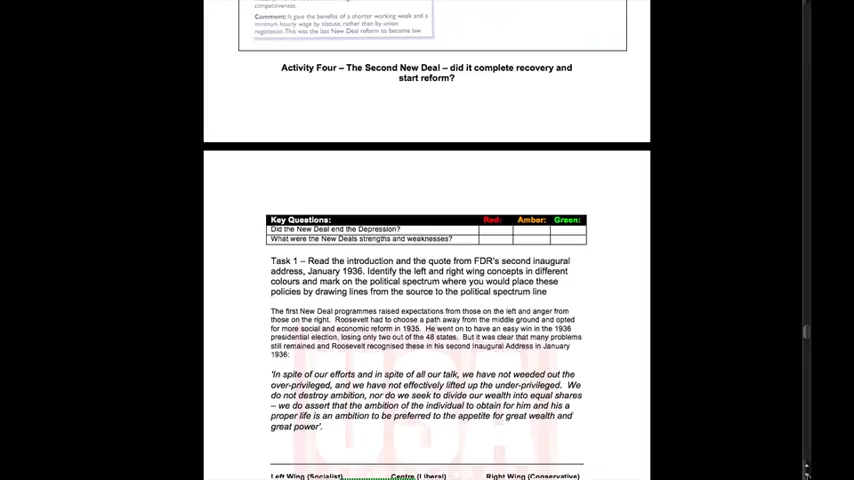 competitiveness.
Comment: It gave the benefits of a shorter working week and a
minimum hourly wage by statute, rather than by union
negotiation. This was the last New Deal reform to become law.
Activity Four – The Second New Deal – did it complete recovery and
start reform?
Key Questions: Red: Amber: Green:
Did the New Deal end the Depression?
What were the New Deals strengths and weaknesses?
Task 1 – Read the introduction and the quote from FDR's second inaugural
address, January 1936. Identify the left and right wing concepts in different
colours and mark on the political spectrum where you would place these
policies by drawing lines from the source to the political spectrum line
The first New Deal programmes raised expectations from those on the left and anger from
those on the right. Roosevelt had to choose a path away from the middle ground and opted
for more social and economic reform in 1935. He went on to have an easy win in the 1936
presidential election, losing only two out of the 48 states. But it was clear that many problems
still remained and Roosevelt recognised these in his second Inaugural Address in January
1936:
'In spite of our efforts and in spite of all our talk, we have not weeded out the
over-privileged, and we have not effectively lifted up the under-privileged. We
do not destroy ambition, nor do we seek to divide our wealth into equal shares
– we do assert that the ambition of the individual to obtain for him and his a
proper life is an ambition to be preferred to the appetite for great wealth and
great power'.
Left Wing (Socialist) Centre (Liberal) Right Wing (Conservative)